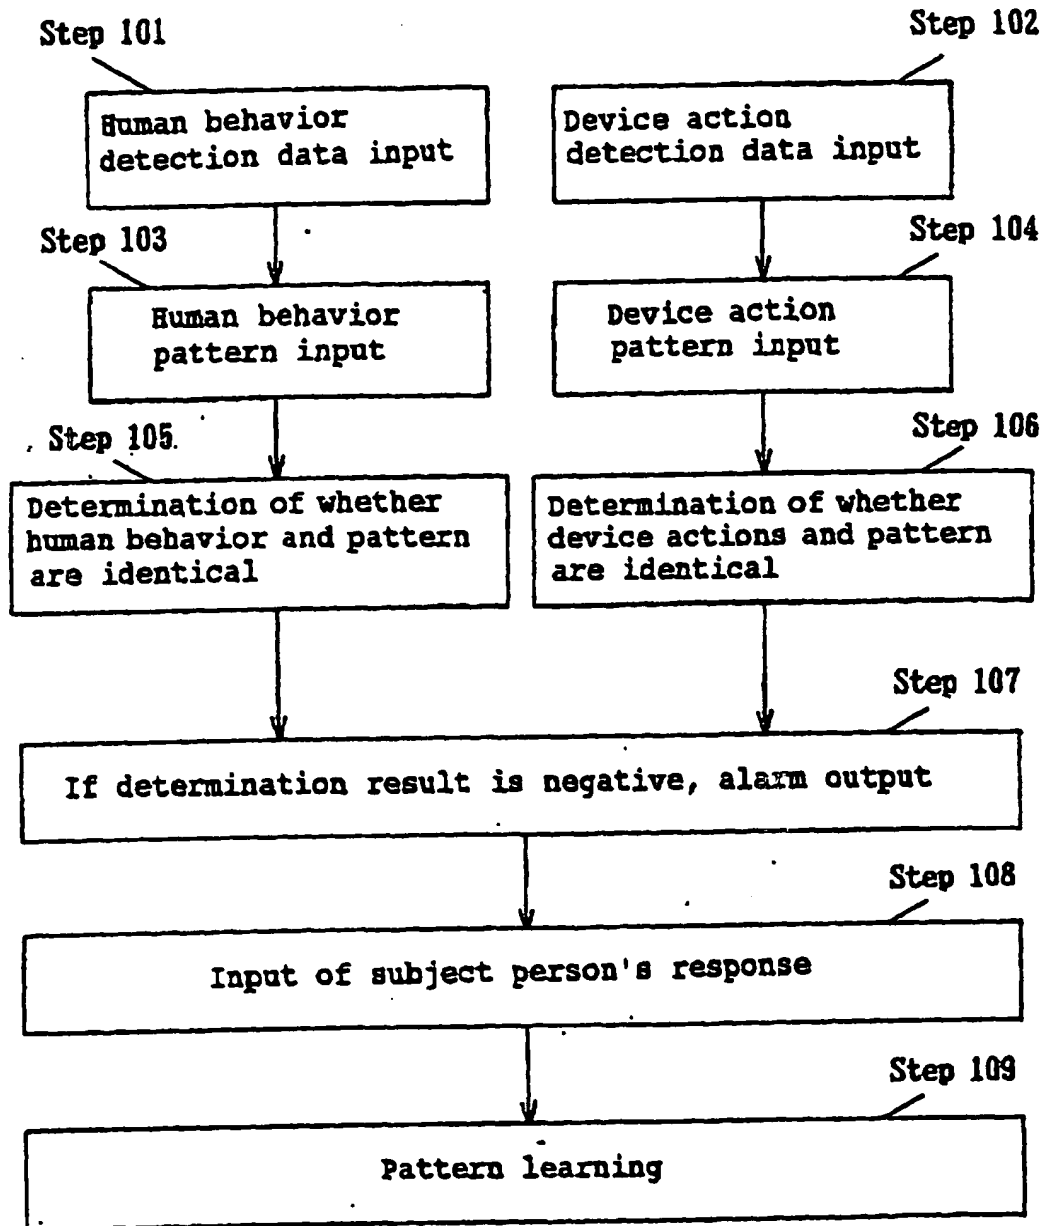 Step 101
Step 102
Human behavior
detection data input
Device action
detection data input
Step 103
Step 104
Human behavior
pattern input
Device action
pattern input
Step 105
Step 106
Determination of whether
human behavior and pattern
are identical
Determination of whether
device actions and pattern
are identical
Step 107
If determination result is negative, alarm output
Step 108
Input of subject person's response
Step 109
Pattern learning